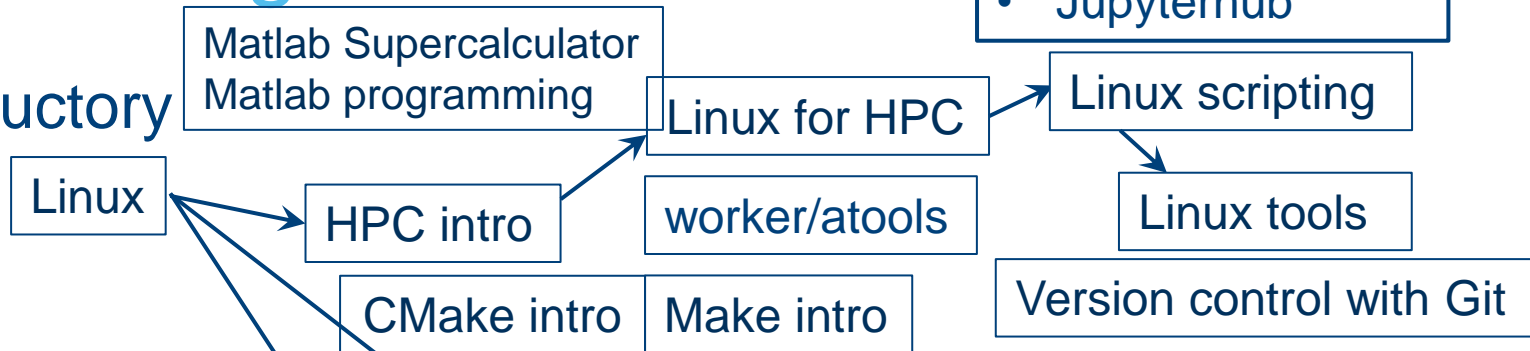 • Jupyterhub
Matlab Supercalculator
Matlab programming
uctory
Linux for HPC
Linux scripting
Linux
HPC intro
worker/atools
Linux tools
CMake intro
Make intro
Version control with Git